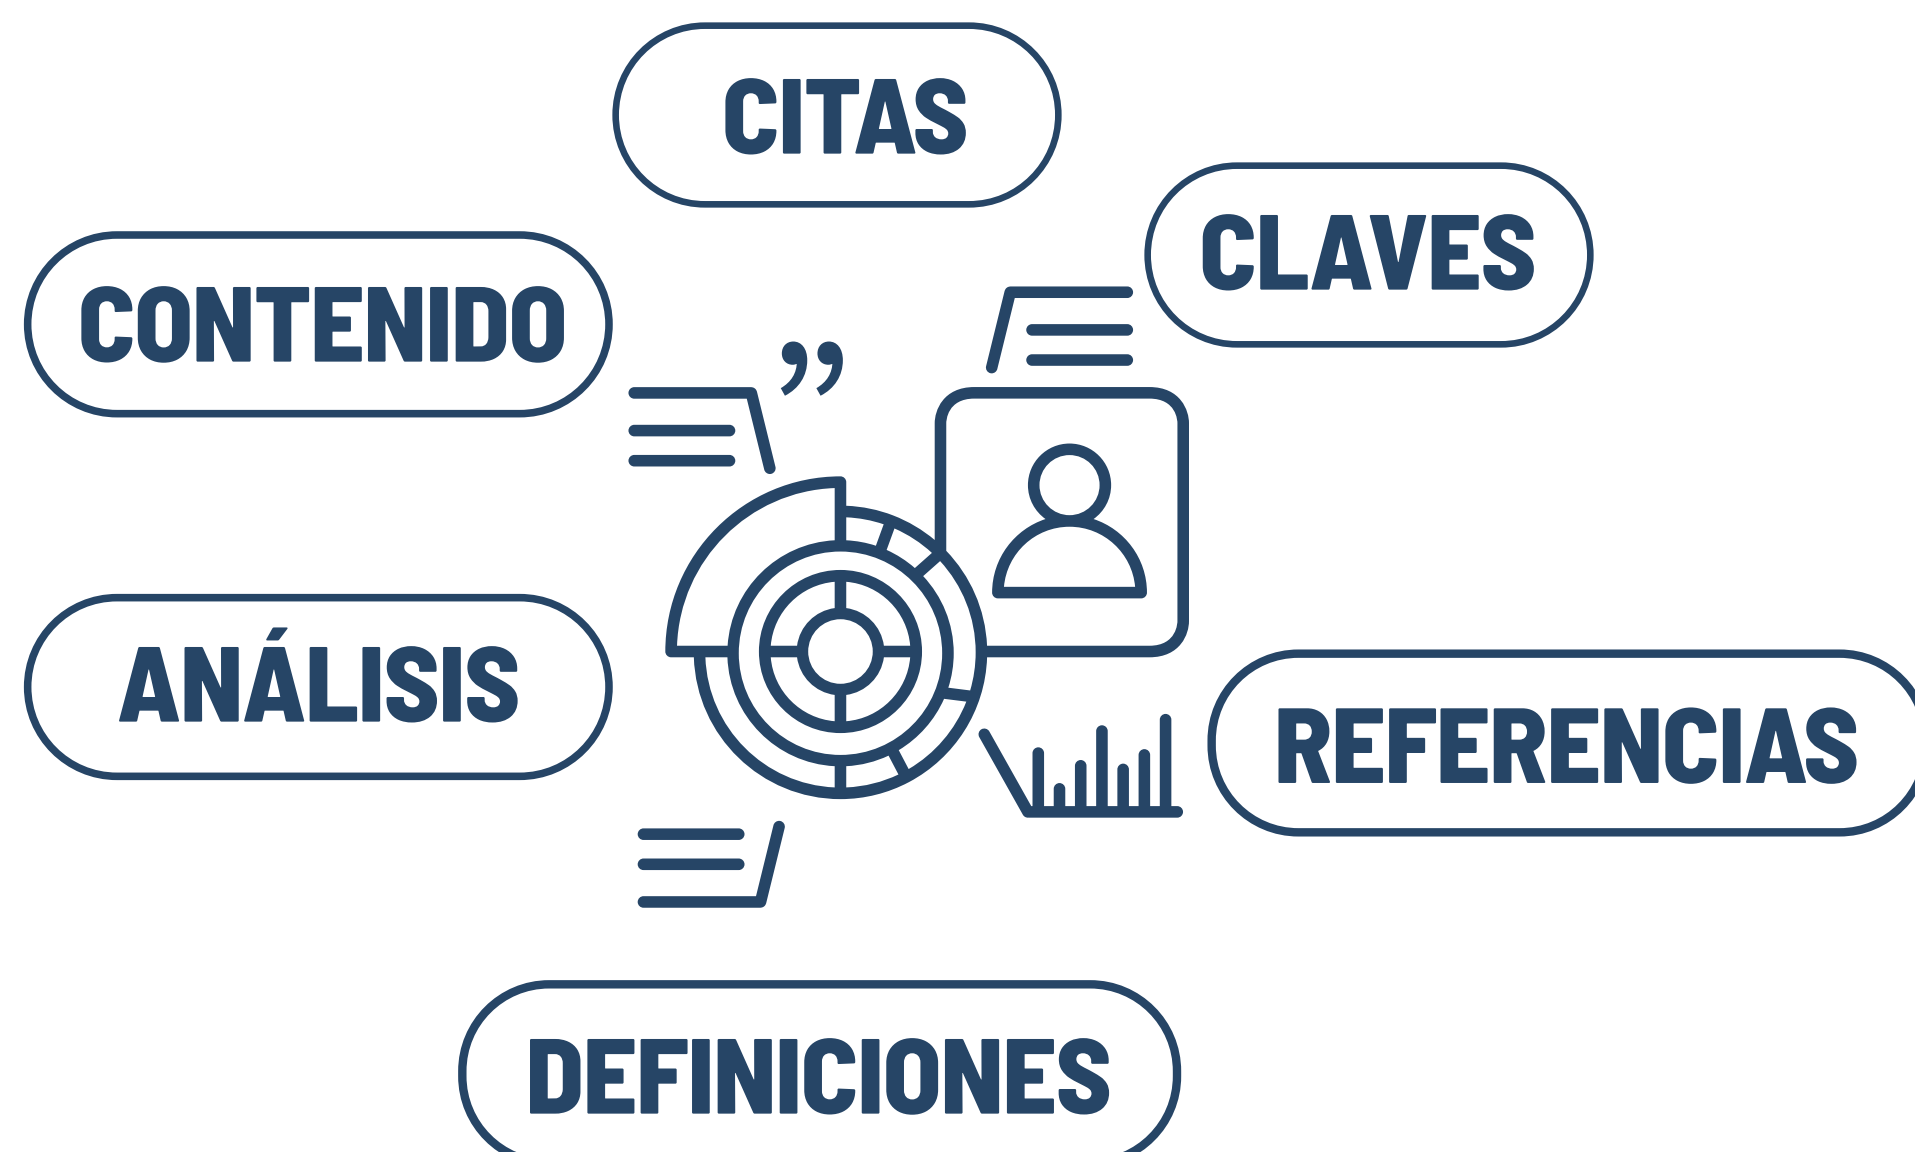 CITAS
CLAVES
CONTENIDO
”
ANÁLISIS
REFERENCIAS
DEFINICIONES